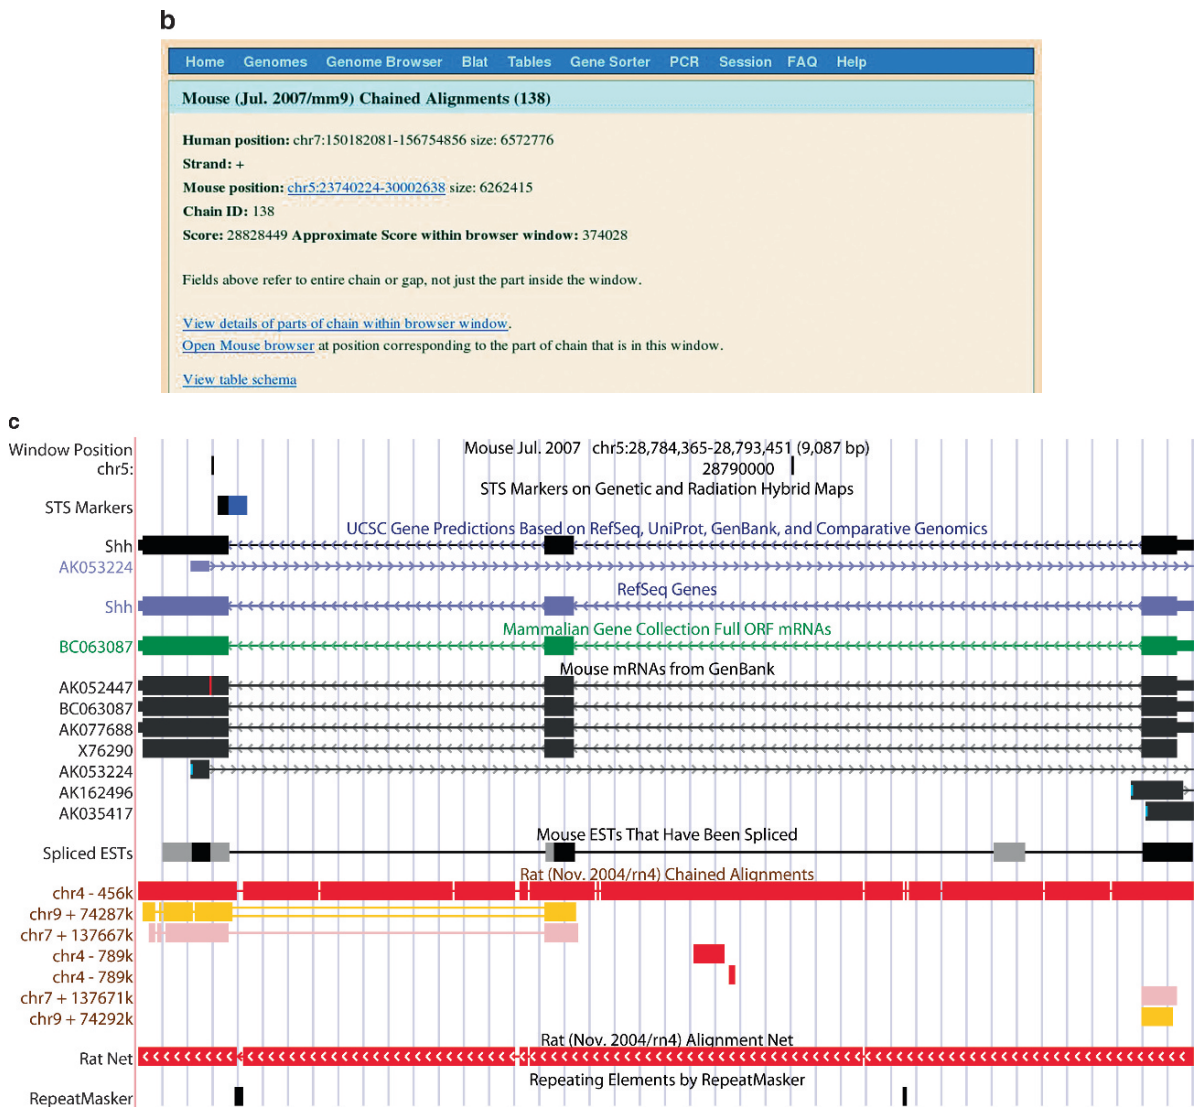 b
Home Genomes Genome Browser Blat Tables Gene Sorter PCR Session FAQ Help
Mouse (Jul. 2007/mm9) Chained Alignments (138)
Human position: chr7:150182081-156754856 size: 6572776
Strand: +
Mouse position: chr5:23740224-30002638 size: 6262415
Chain ID: 138
Score: 28828449 Approximate Score within browser window: 374028
Fields above refer to entire chain or gap, not just the part inside the window.
View details of parts of chain within browser window.
Open Mouse browser at position corresponding to the part of chain that is in this window.
View table schema
c
Window Position Mouse Jul. 2007 chr5:28,784,365-28,793,451 (9,087 bp)
chr5: 28790000
STS Markers on Genetic and Radiation Hybrid Maps
STS Markers
UCSC Gene Predictions Based on RefSeq, UniProt, GenBank, and Comparative Genomics
Shh
AK053224
RefSeq Genes
Shh
Mammalian Gene Collection Full ORF mRNAs
BC063087
Mouse mRNAs from GenBank
AK052447
BC063087
AK077688
X76290
AK053224
AK162496
AK035417
Mouse ESTs That Have Been Spliced
Spliced ESTs
Rat (Nov. 2004/rn4) Chained Alignments
chr4 - 456k
chr9 + 74287k
chr7 + 137667k
chr4 - 789k
chr4 - 789k
chr7 + 137671k
chr9 + 74292k
Rat (Nov. 2004/rn4) Alignment Net
Rat Net
Repeating Elements by RepeatMasker
RepeatMasker